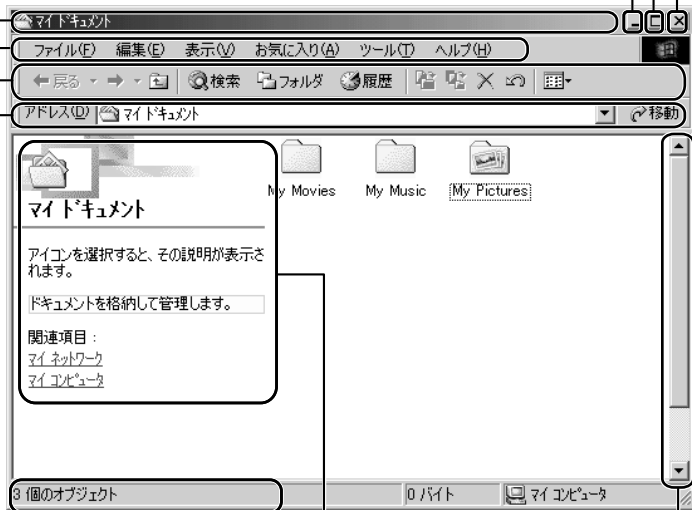 マイ ドキュメント
ファイル(F) 編集(E) 表示(V) お気に入り(A) ツール(T) ヘルプ(H)
戻る 検索 フォルダ 履歴
アドレス(D) マイ ドキュメント 移動
My Movies My Music My Pictures
マイ ドキュメント
アイコンを選択すると、その説明が表示さ
れます。
ドキュメントを格納して管理します。
関連項目：
マイ ネットワーク
マイ コンピュータ
3 個のオブジェクト 0 バイト マイ コンピュータ